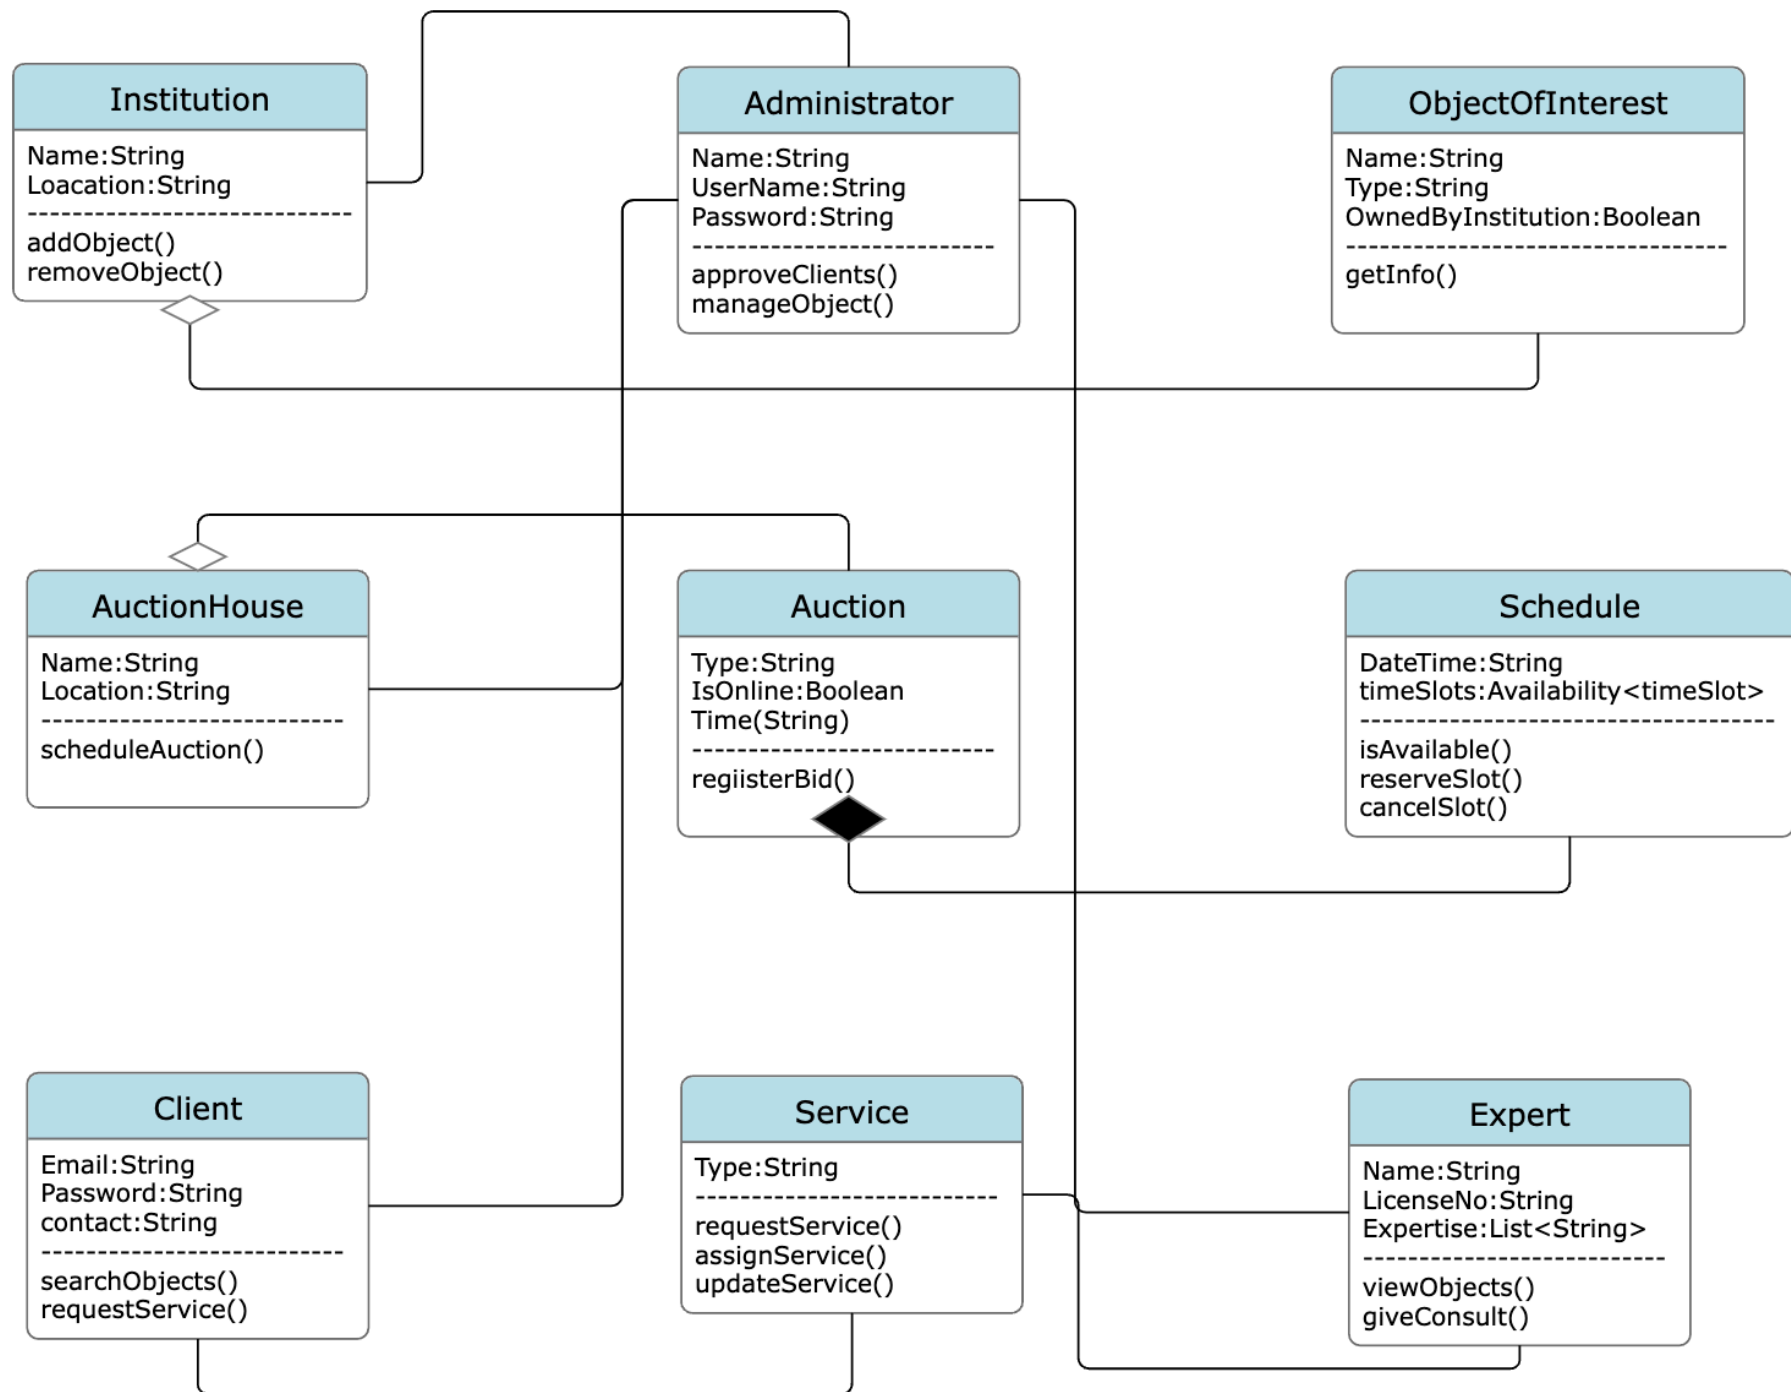 Institution
Name:String
Loacation:String
--------------------------------
addObject()
removeObject()
Administrator
Name:String
UserName:String
Password:String
------------------------------
approveClients()
manageObject()
ObjectOfInterest
Name:String
Type:String
OwnedByInstitution:Boolean
--------------------------------------
getInfo()
AuctionHouse
Name:String
Location:String
------------------------------
scheduleAuction()
Auction
Type:String
IsOnline:Boolean
Time(String)
------------------------------
regiisterBid()
Schedule
DateTime:String
timeSlots:Availability<timeSlot>
-----------------------------------------
isAvailable()
reserveSlot()
cancelSlot()
Client
Email:String
Password:String
contact:String
------------------------------
searchObjects()
requestService()
Service
Type:String
------------------------------
requestService()
assignService()
updateService()
Expert
Name:String
LicenseNo:String
Expertise:List<String>
------------------------------
viewObjects()
giveConsult()